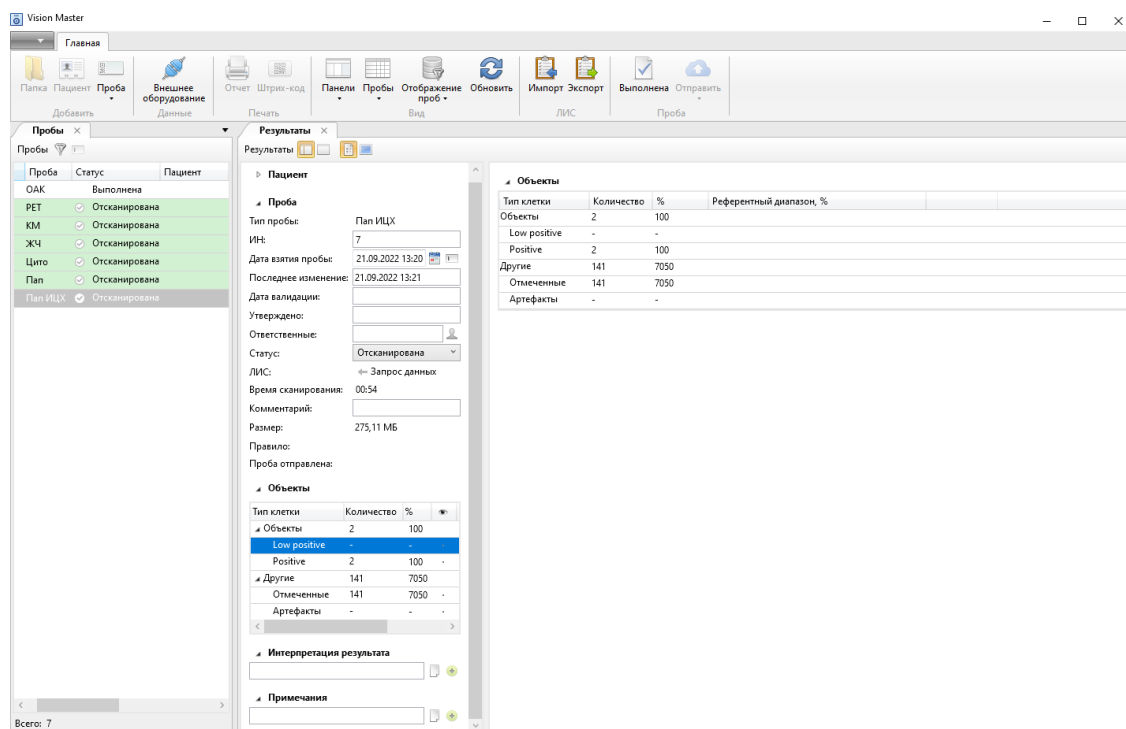 Vision Master
Главная
Папка Пациент Проба Внешнее оборудование Отчет Штрих-код Панели Пробы Отображение проб Обновить Импорт Экспорт Выполнена Отправить
Добавить Данные Печать Вид ЛИС Проба
Пробы
Пробы
Проба Статус Пациент
ОАК Выполнена
РЕТ Отсканирована
КМ Отсканирована
ЖЧ Отсканирована
Цито Отсканирована
Пап Отсканирована
Пап ИЦХ Отсканирована
Всего: 7
Результаты
Результаты
Пациент
Проба
Тип пробы: Пап ИЦХ
ИН: 7
Дата взятия пробы: 21.09.2022 13:20
Последнее изменение: 21.09.2022 13:21
Дата валидации:
Утверждено:
Ответственные:
Статус: Отсканирована
ЛИС: ← Запрос данных
Время сканирования: 00:54
Комментарий:
Размер: 275,11 МБ
Правило:
Проба отправлена:
Объекты
Тип клетки Количество %
Объекты 2 100
Low positive - -
Positive 2 100
Другие 141 7050
Отмеченные 141 7050
Артефакты - -
Интерпретация результата
Примечания
Объекты
Тип клетки Количество % Референтный диапазон, %
Объекты 2 100
Low positive - -
Positive 2 100
Другие 141 7050
Отмеченные 141 7050
Артефакты - -